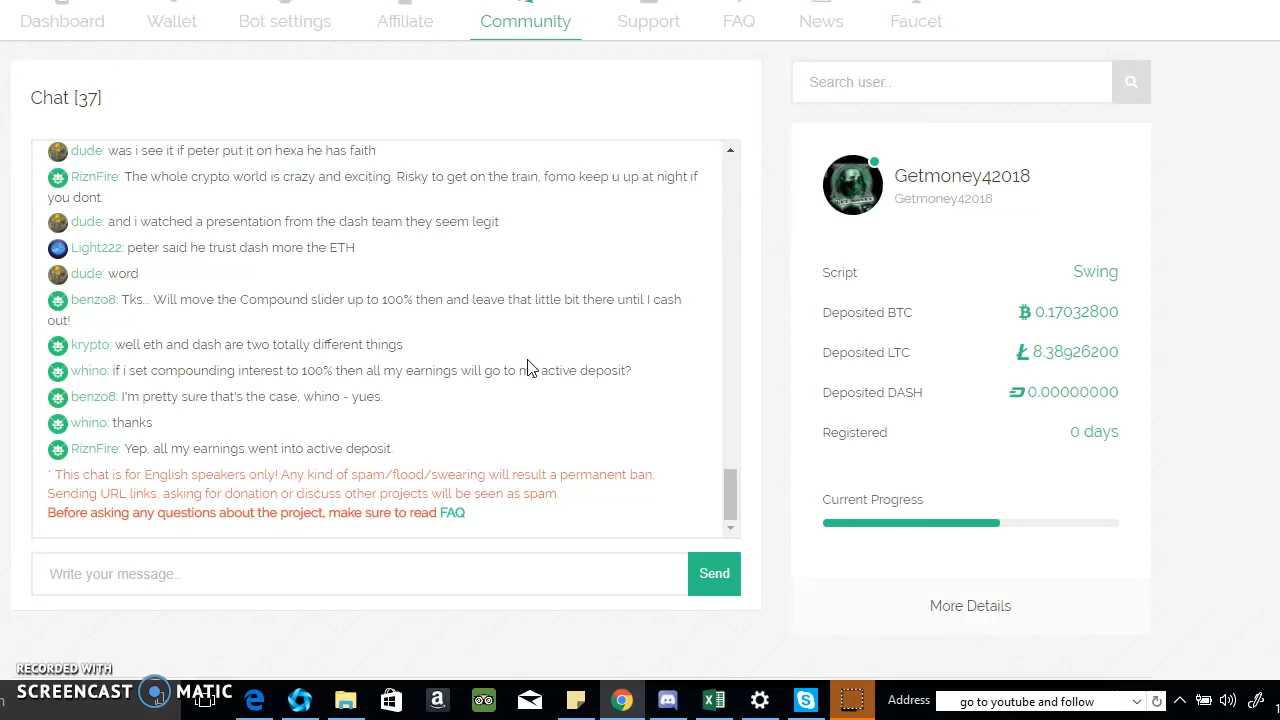 Dashboard Wallet Bot settings Affiliate Community Support FAQ News Faucet
Chat [37]
dude: was i see it if peter put it on hexa he has faith
RiznFire: The whole crypto world is crazy and exciting. Risky to get on the train, fomo keep u up at night if
you dont.
dude: and i watched a presentation from the dash team they seem legit
Light222: peter said he trust dash more the ETH
dude: word
benzo8: Tks... Will move the Compound slider up to 100% then and leave that little bit there until I cash
out!
krypto: well eth and dash are two totally different things
whino: if i set compounding interest to 100% then all my earnings will go to my active deposit?
benzo8: I'm pretty sure that's the case, whino - yues.
whino: thanks
RiznFire: Yep, all my earnings went into active deposit.
* This chat is for English speakers only! Any kind of spam/flood/swearing will result a permanent ban.
Sending URL links, asking for donation or discuss other projects will be seen as spam.
Before asking any questions about the project, make sure to read FAQ
Write your message..
Send
Search user..
Getmoney42018
Getmoney42018
Script Swing
Deposited BTC 0.17032800
Deposited LTC 8.38926200
Deposited DASH 0.00000000
Registered 0 days
Current Progress
More Details
RECORDED WITH
SCREENCAST MATIC
Address go to youtube and follow